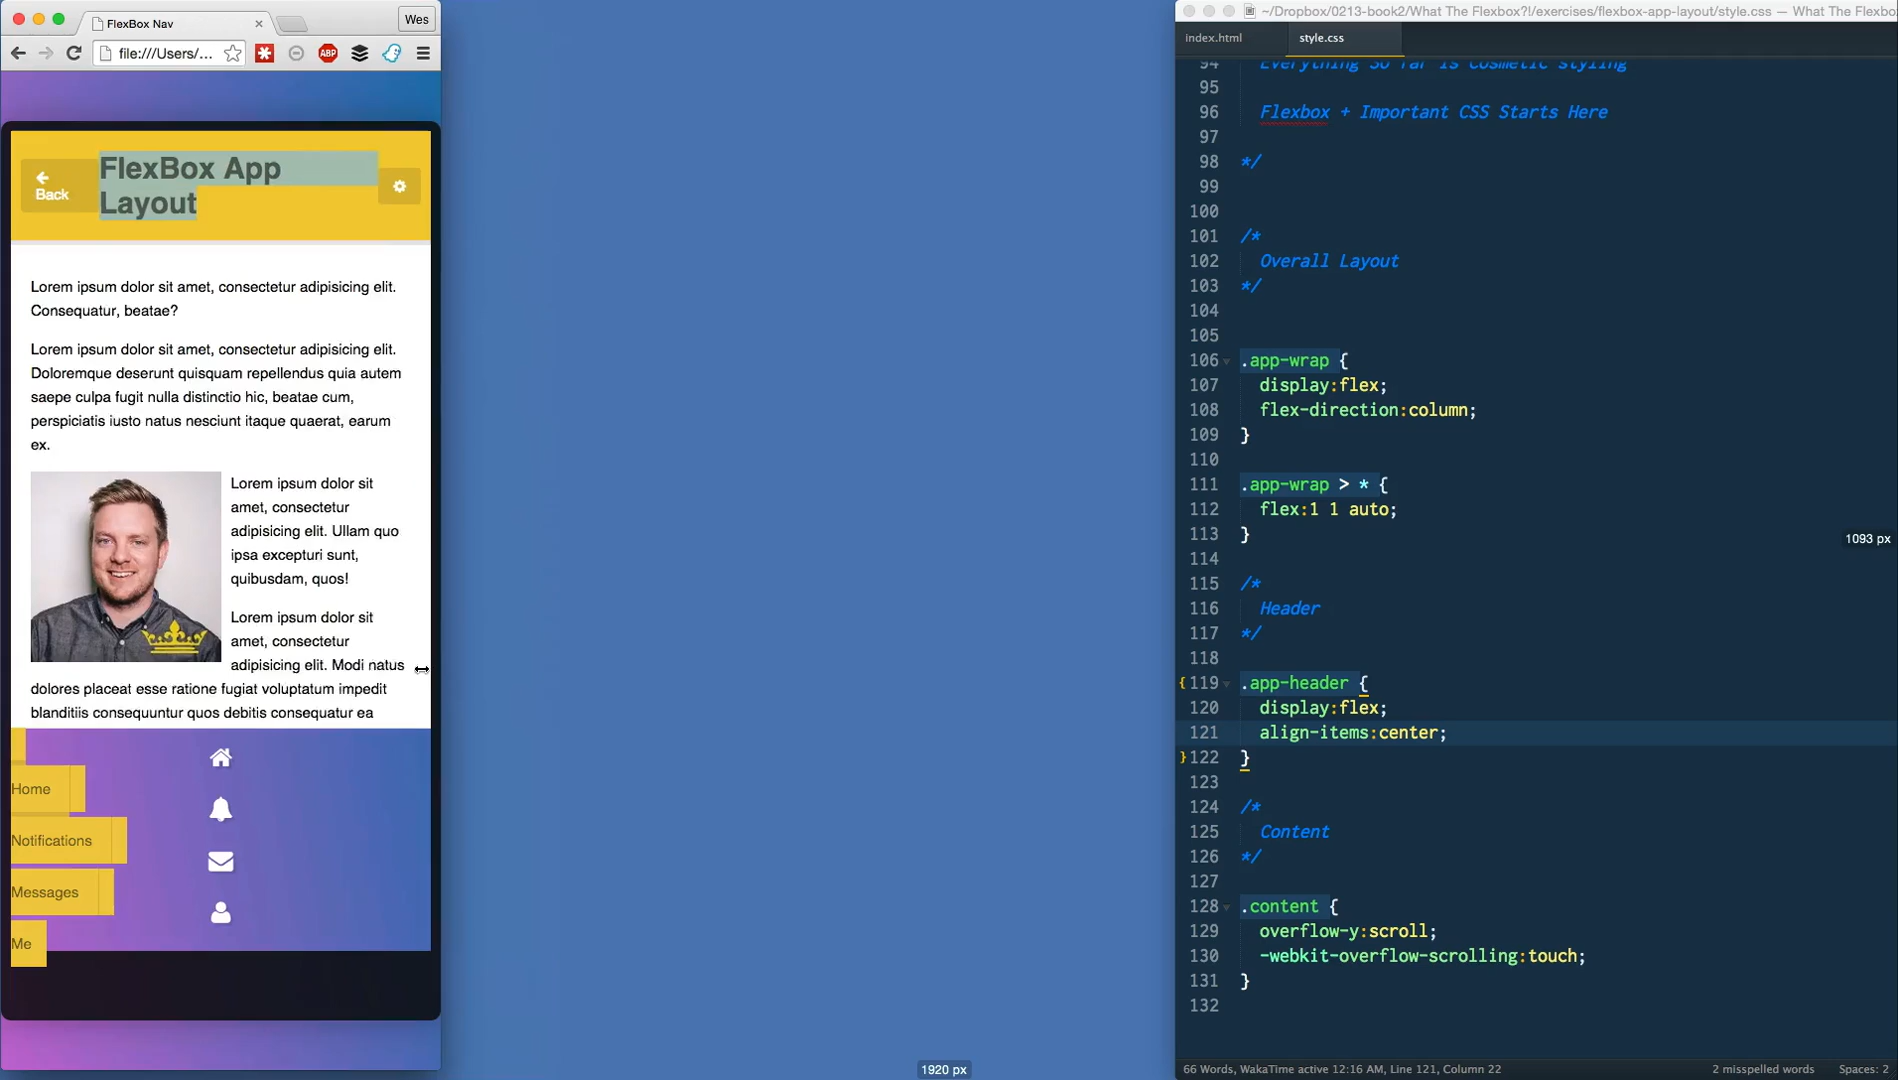 FlexBox Nav
Wes
file:///Users/...
ABP
FlexBox App
Layout
Back
Lorem ipsum dolor sit amet, consectetur adipisicing elit.
Consequatur, beatae?
Lorem ipsum dolor sit amet, consectetur adipisicing elit.
Doloremque deserunt quisquam repellendus quia autem
saepe culpa fugit nulla distinctio hic, beatae cum,
perspiciatis iusto natus nesciunt itaque quaerat, earum
ex.
Lorem ipsum dolor sit
amet, consectetur
adipisicing elit. Ullam quo
ipsa excepturi sunt,
quibusdam, quos!
Lorem ipsum dolor sit
amet, consectetur
adipisicing elit. Modi natus
dolores placeat esse ratione fugiat voluptatum impedit
blanditiis consequuntur quos debitis consequatur ea
Home
Notifications
Messages
Me
1920 px
~/Dropbox/0213-book2/What The Flexbox?!/exercises/flexbox-app-layout/style.css — What The Flexbo
index.html style.css
94 Everything So far is cosmetic styling
95
96 Flexbox + Important CSS Starts Here
97
98 */
99
100
101 /*
102 Overall Layout
103 */
104
105
106 .app-wrap {
107 display:flex;
108 flex-direction:column;
109 }
110
111 .app-wrap > * {
112 flex:1 1 auto;
113 }
1093 px
114
115 /*
116 Header
117 */
118
119 .app-header {
120 display:flex;
121 align-items:center;
122 }
123
124 /*
125 Content
126 */
127
128 .content {
129 overflow-y:scroll;
130 -webkit-overflow-scrolling:touch;
131 }
132
66 Words, WakaTime active 12:16 AM, Line 121, Column 22 2 misspelled words Spaces: 2